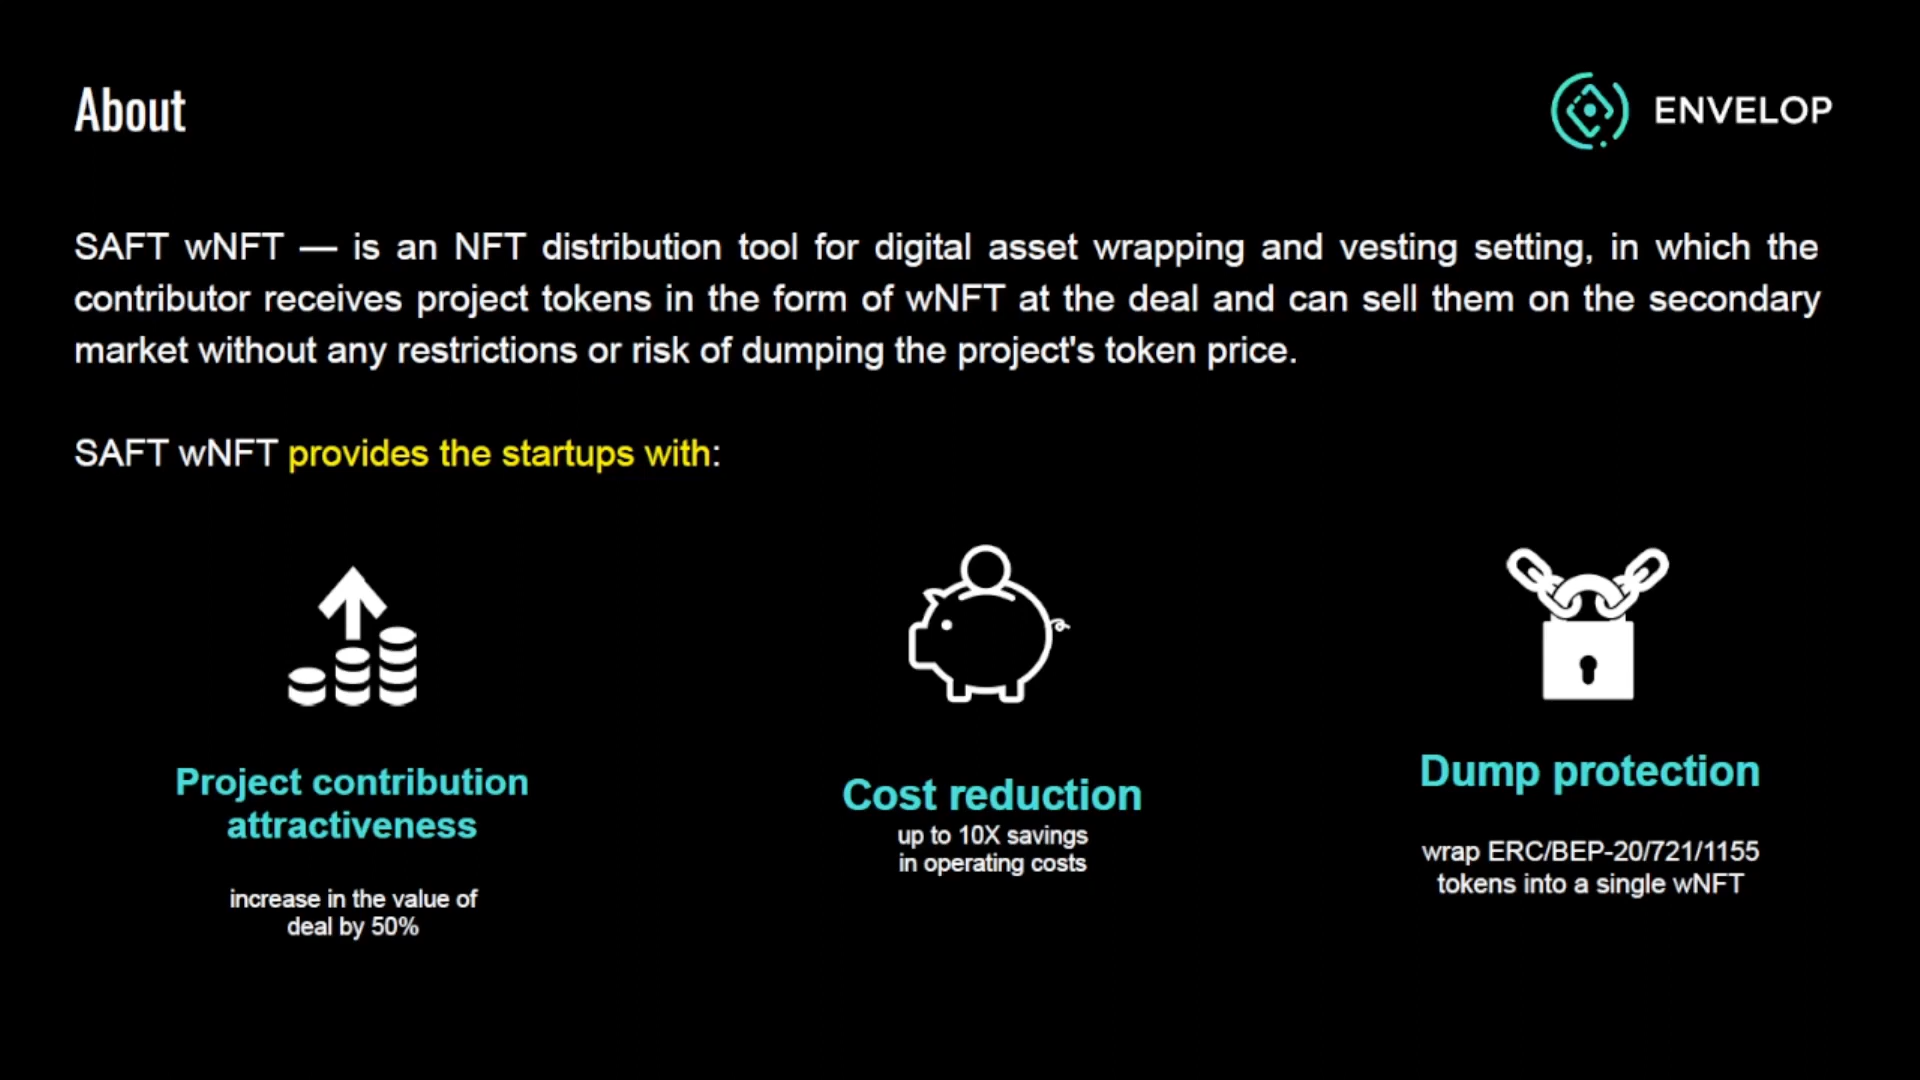 About
ENVELOP
SAFT wNFT — is an NFT distribution tool for digital asset wrapping and vesting setting, in which the
contributor receives project tokens in the form of wNFT at the deal and can sell them on the secondary
market without any restrictions or risk of dumping the project's token price.
SAFT wNFT provides the startups with:
Project contribution
attractiveness
increase in the value of
deal by 50%
Cost reduction
up to 10X savings
in operating costs
Dump protection
wrap ERC/BEP-20/721/1155
tokens into a single wNFT